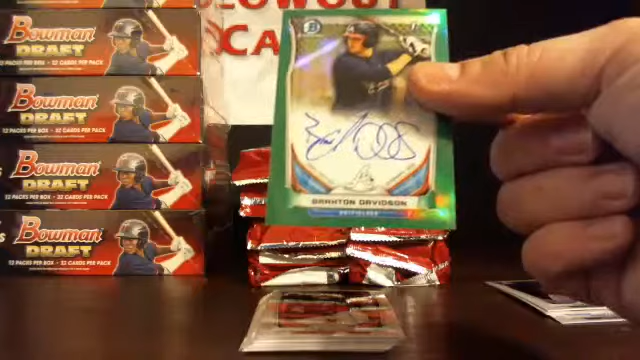 BLOWOUT
CA
Bowman
DRAFT
12 PACKS PER BOX • 32 CARDS PER PACK
Bowman
DRAFT
12 PACKS PER BOX • 32 CARDS PER PACK
Bowman
DRAFT
12 PACKS PER BOX • 32 CARDS PER PACK
Bowman
DRAFT
12 PACKS PER BOX • 32 CARDS PER PACK
BRAXTON DAVIDSON
OUTFIELDER